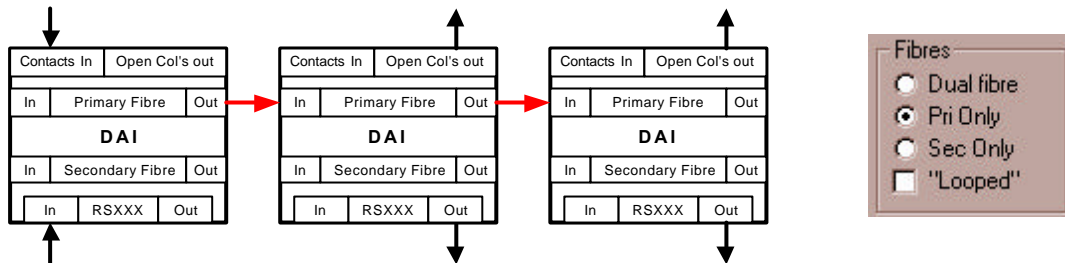 Contacts In Open Col's out
In Primary Fibre Out
DAI
In Secondary Fibre Out
In RSXXX Out
Contacts In Open Col's out
In Primary Fibre Out
DAI
In Secondary Fibre Out
In RSXXX Out
Contacts In Open Col's out
In Primary Fibre Out
DAI
In Secondary Fibre Out
In RSXXX Out
Fibres
Dual fibre
Pri Only
Sec Only
"Looped"